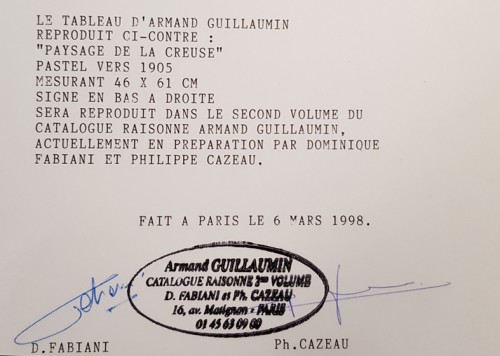 LE TABLEAU D'ARMAND GUILLAUMIN
REPRODUIT CI-CONTRE :
"PAYSAGE DE LA CREUSE"
PASTEL VERS 1905
MESURANT 46 X 61 CM
SIGNE EN BAS A DROITE
SERA REPRODUIT DANS LE SECOND VOLUME DU
CATALOGUE RAISONNE ARMAND GUILLAUMIN,
ACTUELLEMENT EN PREPARATION PAR DOMINIQUE
FABIANI ET PHILIPPE CAZEAU.
FAIT A PARIS LE 6 MARS 1998.
Armand GUILLAUMIN
CATALOGUE RAISONNE 2me VOLUME
D. FABIANI et Ph. CAZEAU
16, av. Matignon - PARIS
01 45 63 09 00
D.FABIANI
Ph.CAZEAU